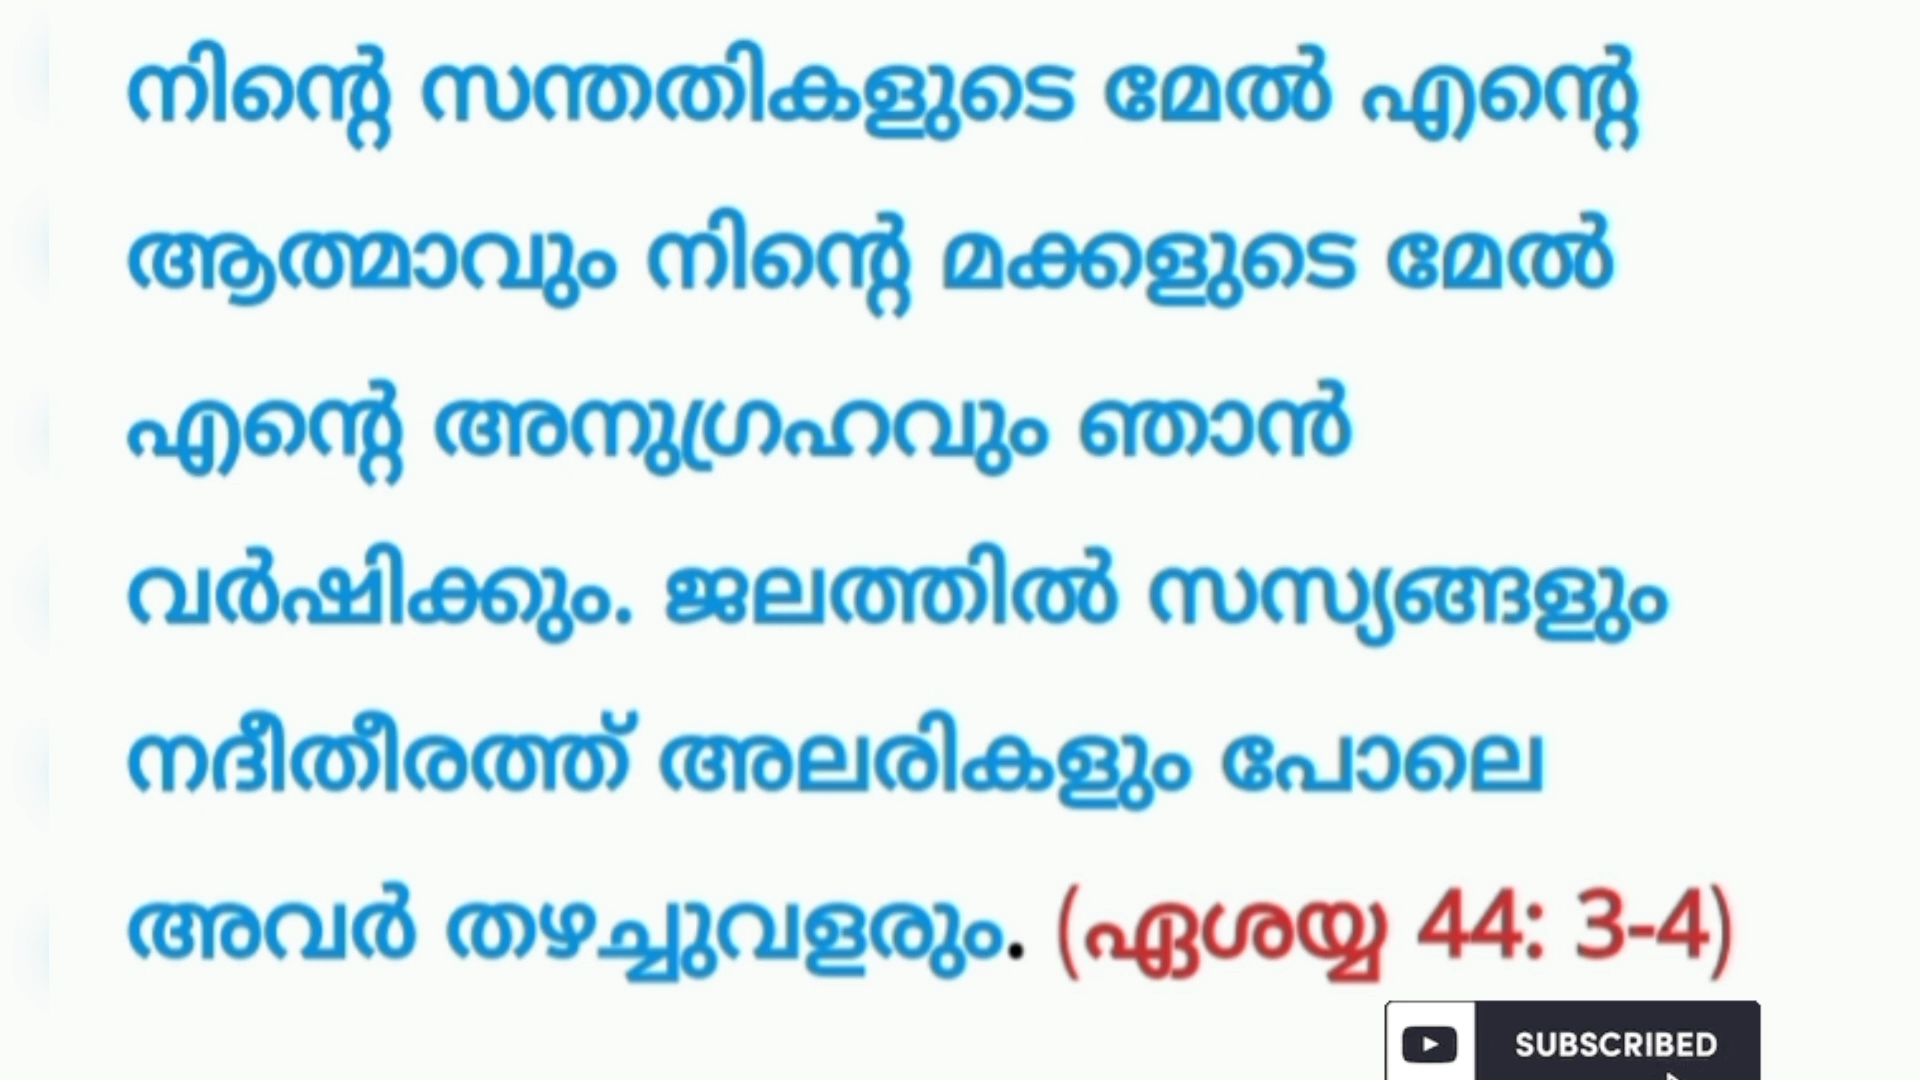 നിന്റെ സന്തതികളുടെ മേൽ എന്റെ
ആത്മാവും നിന്റെ മക്കളുടെ മേൽ
എന്റെ അനുഗ്രഹവും ഞാൻ
വർഷിക്കും. ജലത്തിൽ സസ്യങ്ങളും
നദീതീരത്ത് അലരികളും പോലെ
അവർ തഴച്ചുവളരും. (ഏശയ്യ 44: 3-4)
SUBSCRIBED